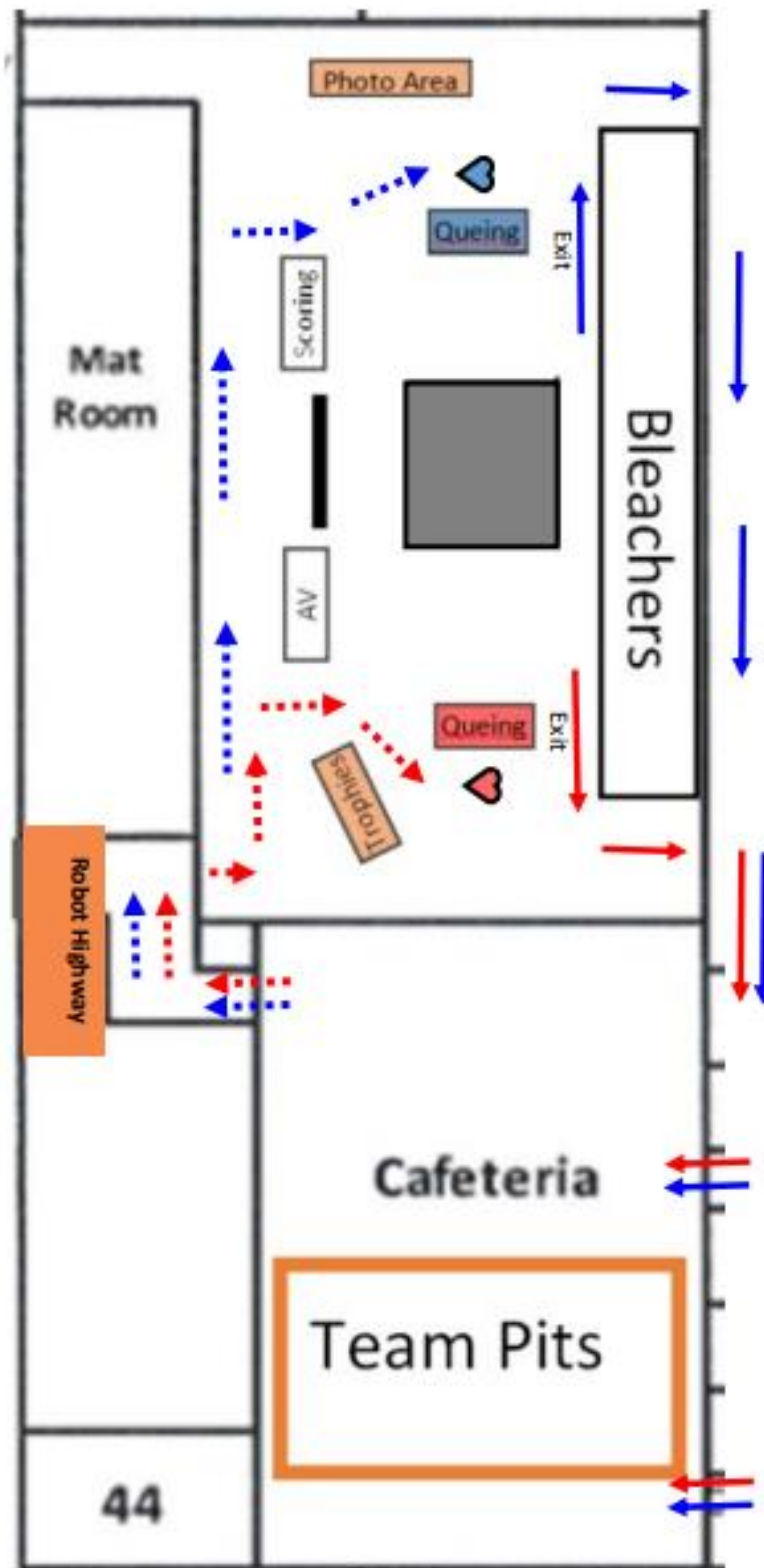 Photo Area
Queing
Exit
Scoring
Mat
Room
Bleachers
AV
Queing
Exit
Trophies
Robot Highway
Cafeteria
Team Pits
44